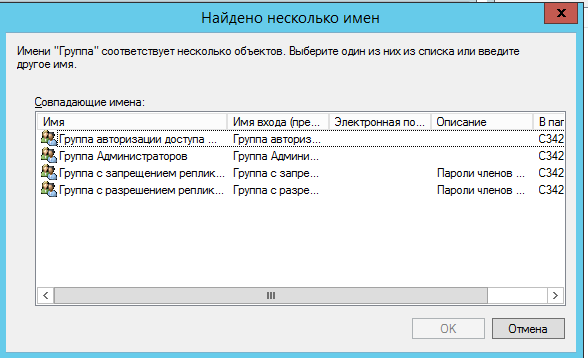 Найдено несколько имен
x
Имени "Группа" соответствует несколько объектов. Выберите один из них из списка или введите
другое имя.
Совпадающие имена:
Имя Имя входа (пре... Электронная по... Описание В пап
Группа авторизации доступа ... Группа авториз... C342
Группа Администраторов Группа Админи... C342
Группа с запрещением реплик... Группа с запре... Пароли членов ... C342
Группа с разрешением реплик... Группа с разре... Пароли членов ... C342
OK Отмена